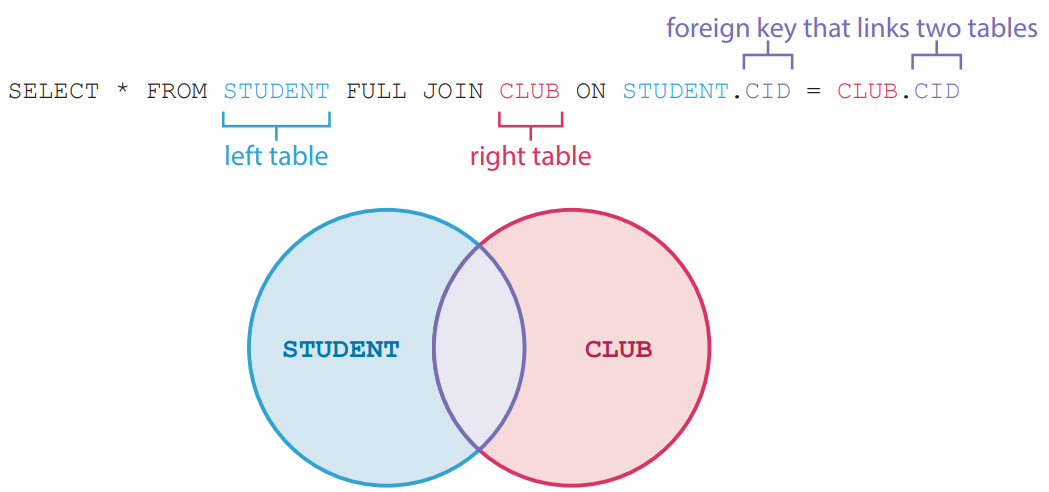 foreign key that links two tables
SELECT * FROM STUDENT FULL JOIN CLUB ON STUDENT.CID = CLUB.CID
left table
right table
STUDENT
CLUB